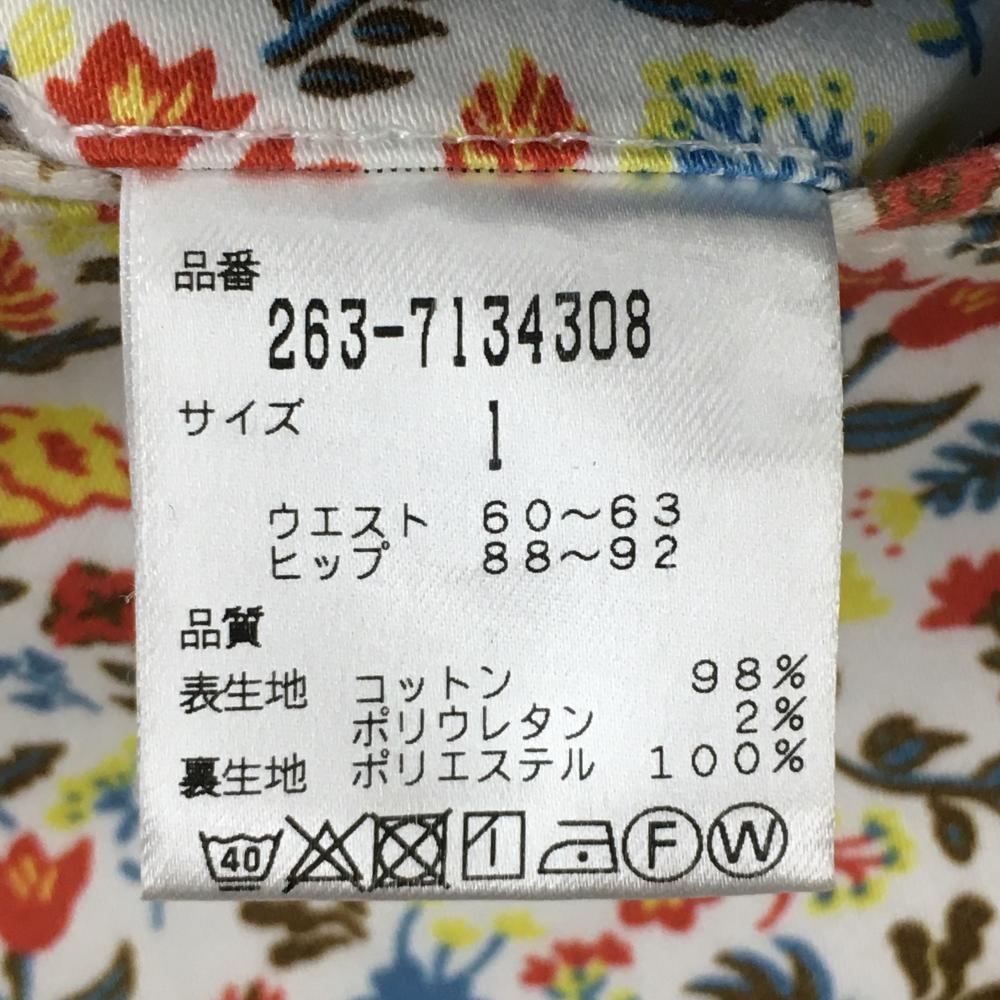 品番
263-7134308
サイズ 1
ウエスト 60～63
ヒップ 88～92
品質
表生地 コットン 98%
ポリウレタン 2%
裏生地 ポリエステル 100%
40 F W